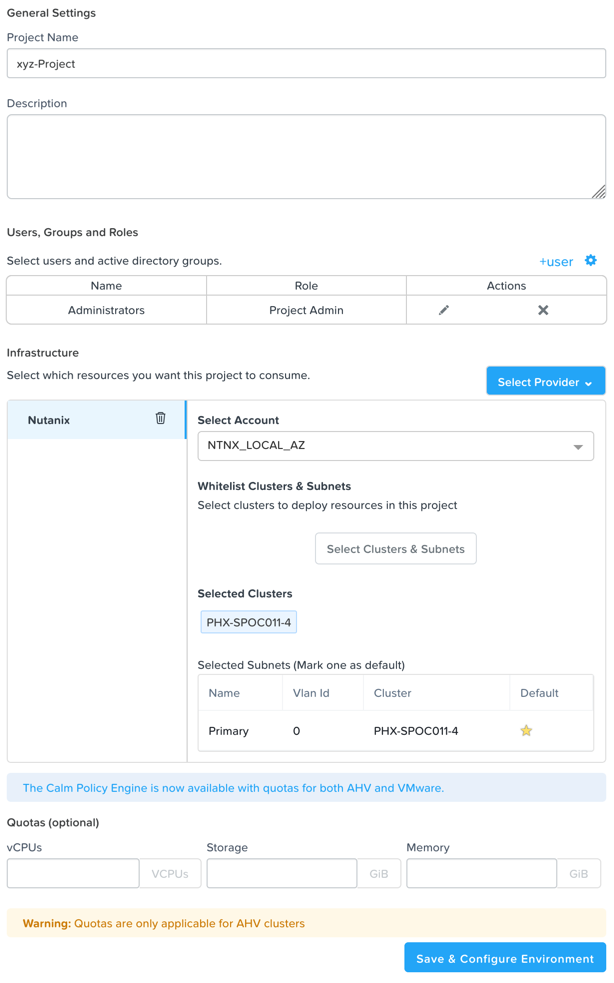 General Settings
Project Name
xyz-Project
Description
Users, Groups and Roles
Select users and active directory groups.
+user
Name Role Actions
Administrators Project Admin
Infrastructure
Select which resources you want this project to consume.
Select Provider
Nutanix
Select Account
NTNX_LOCAL_AZ
Whitelist Clusters & Subnets
Select clusters to deploy resources in this project
Select Clusters & Subnets
Selected Clusters
PHX-SPOC011-4
Selected Subnets (Mark one as default)
Name Vlan Id Cluster Default
Primary 0 PHX-SPOC011-4
The Calm Policy Engine is now available with quotas for both AHV and VMware.
Quotas (optional)
vCPUs Storage Memory
VCPUs GiB GiB
Warning: Quotas are only applicable for AHV clusters
Save & Configure Environment